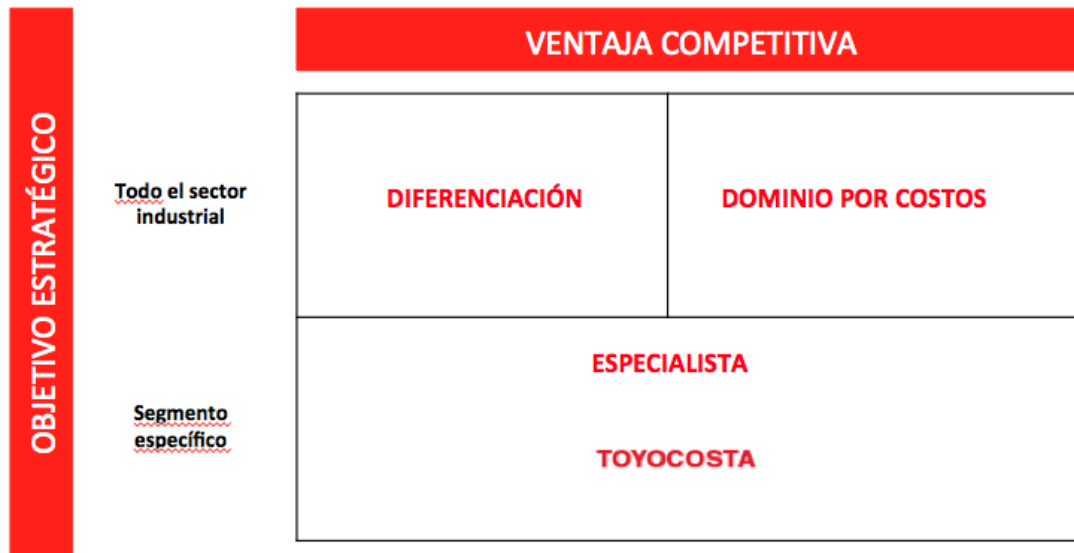 VENTAJA COMPETITIVA
OBJETIVO ESTRATÉGICO
Todo el sector
industrial
DIFERENCIACIÓN
DOMINIO POR COSTOS
Segmento
específico
ESPECIALISTA
TOYOCOSTA